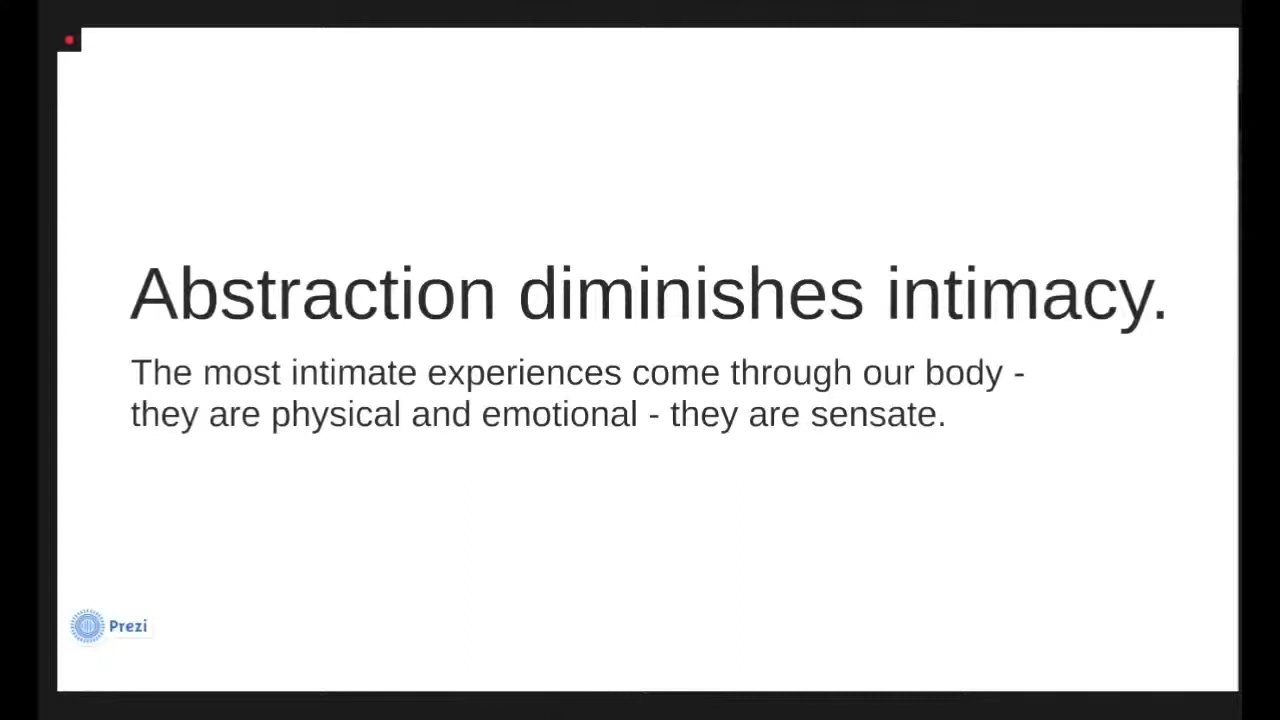 Abstraction diminishes intimacy.
The most intimate experiences come through our body -
they are physical and emotional - they are sensate.
Prezi